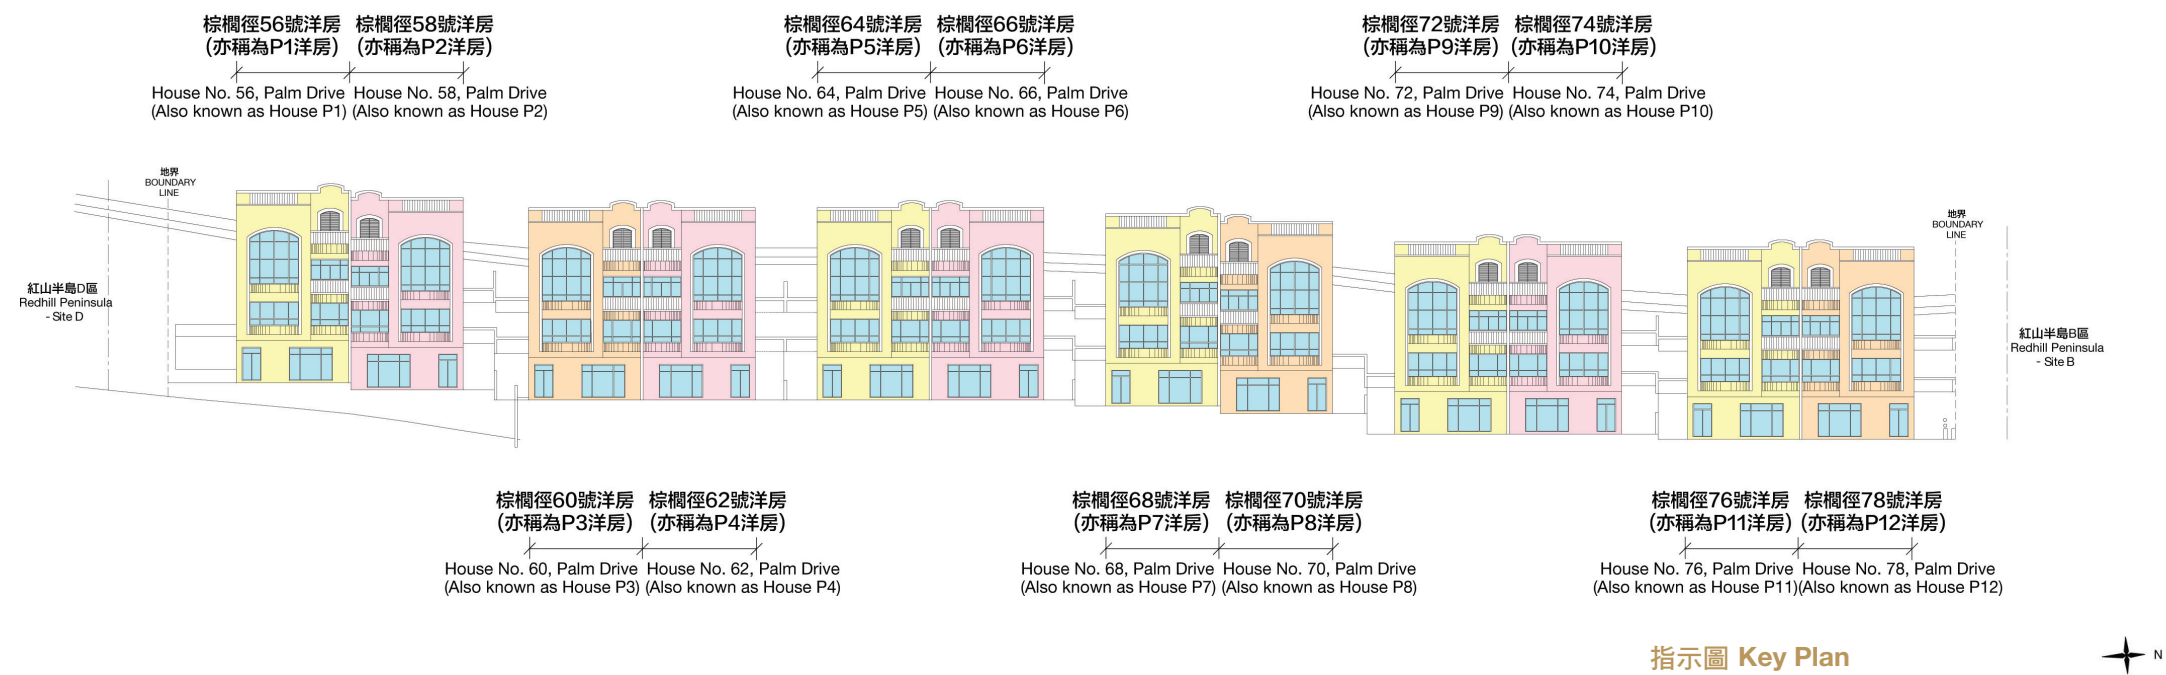 棕櫚徑56號洋房
(亦稱為P1洋房)
棕櫚徑58號洋房
(亦稱為P2洋房)
House No. 56, Palm Drive
(Also known as House P1)
House No. 58, Palm Drive
(Also known as House P2)
棕櫚徑64號洋房
(亦稱為P5洋房)
棕櫚徑66號洋房
(亦稱為P6洋房)
House No. 64, Palm Drive
(Also known as House P5)
House No. 66, Palm Drive
(Also known as House P6)
棕櫚徑72號洋房
(亦稱為P9洋房)
棕櫚徑74號洋房
(亦稱為P10洋房)
House No. 72, Palm Drive
(Also known as House P9)
House No. 74, Palm Drive
(Also known as House P10)
地界
BOUNDARY
LINE
紅山半島D區
Redhill Peninsula
- Site D
地界
BOUNDARY
LINE
紅山半島B區
Redhill Peninsula
- Site B
棕櫚徑60號洋房
(亦稱為P3洋房)
棕櫚徑62號洋房
(亦稱為P4洋房)
House No. 60, Palm Drive
(Also known as House P3)
House No. 62, Palm Drive
(Also known as House P4)
棕櫚徑68號洋房
(亦稱為P7洋房)
棕櫚徑70號洋房
(亦稱為P8洋房)
House No. 68, Palm Drive
(Also known as House P7)
House No. 70, Palm Drive
(Also known as House P8)
棕櫚徑76號洋房
(亦稱為P11洋房)
棕櫚徑78號洋房
(亦稱為P12洋房)
House No. 76, Palm Drive
(Also known as House P11)
House No. 78, Palm Drive
(Also known as House P12)
指示圖 Key Plan
N